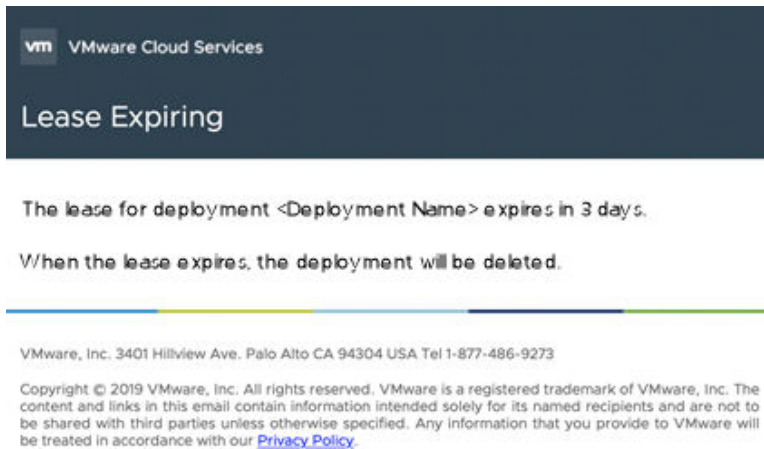 vm VMware Cloud Services
Lease Expiring
The lease for deployment <Deployment Name> expires in 3 days.
When the lease expires, the deployment will be deleted.
VMware, Inc. 3401 Hillview Ave. Palo Alto CA 94304 USA Tel 1-877-486-9273
Copyright © 2019 VMware, Inc. All rights reserved. VMware is a registered trademark of VMware, Inc. The
content and links in this email contain information intended solely for its named recipients and are not to
be shared with third parties unless otherwise specified. Any information that you provide to VMware will
be treated in accordance with our Privacy Policy.